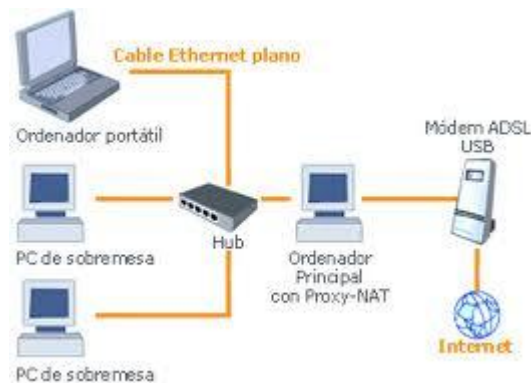 Cable Ethernet plano
Ordenador portátil
Módem ADSL
USB
PC de sobremesa
Hub
Ordenador
Principal
con Proxy-NAT
Internet
PC de sobremesa